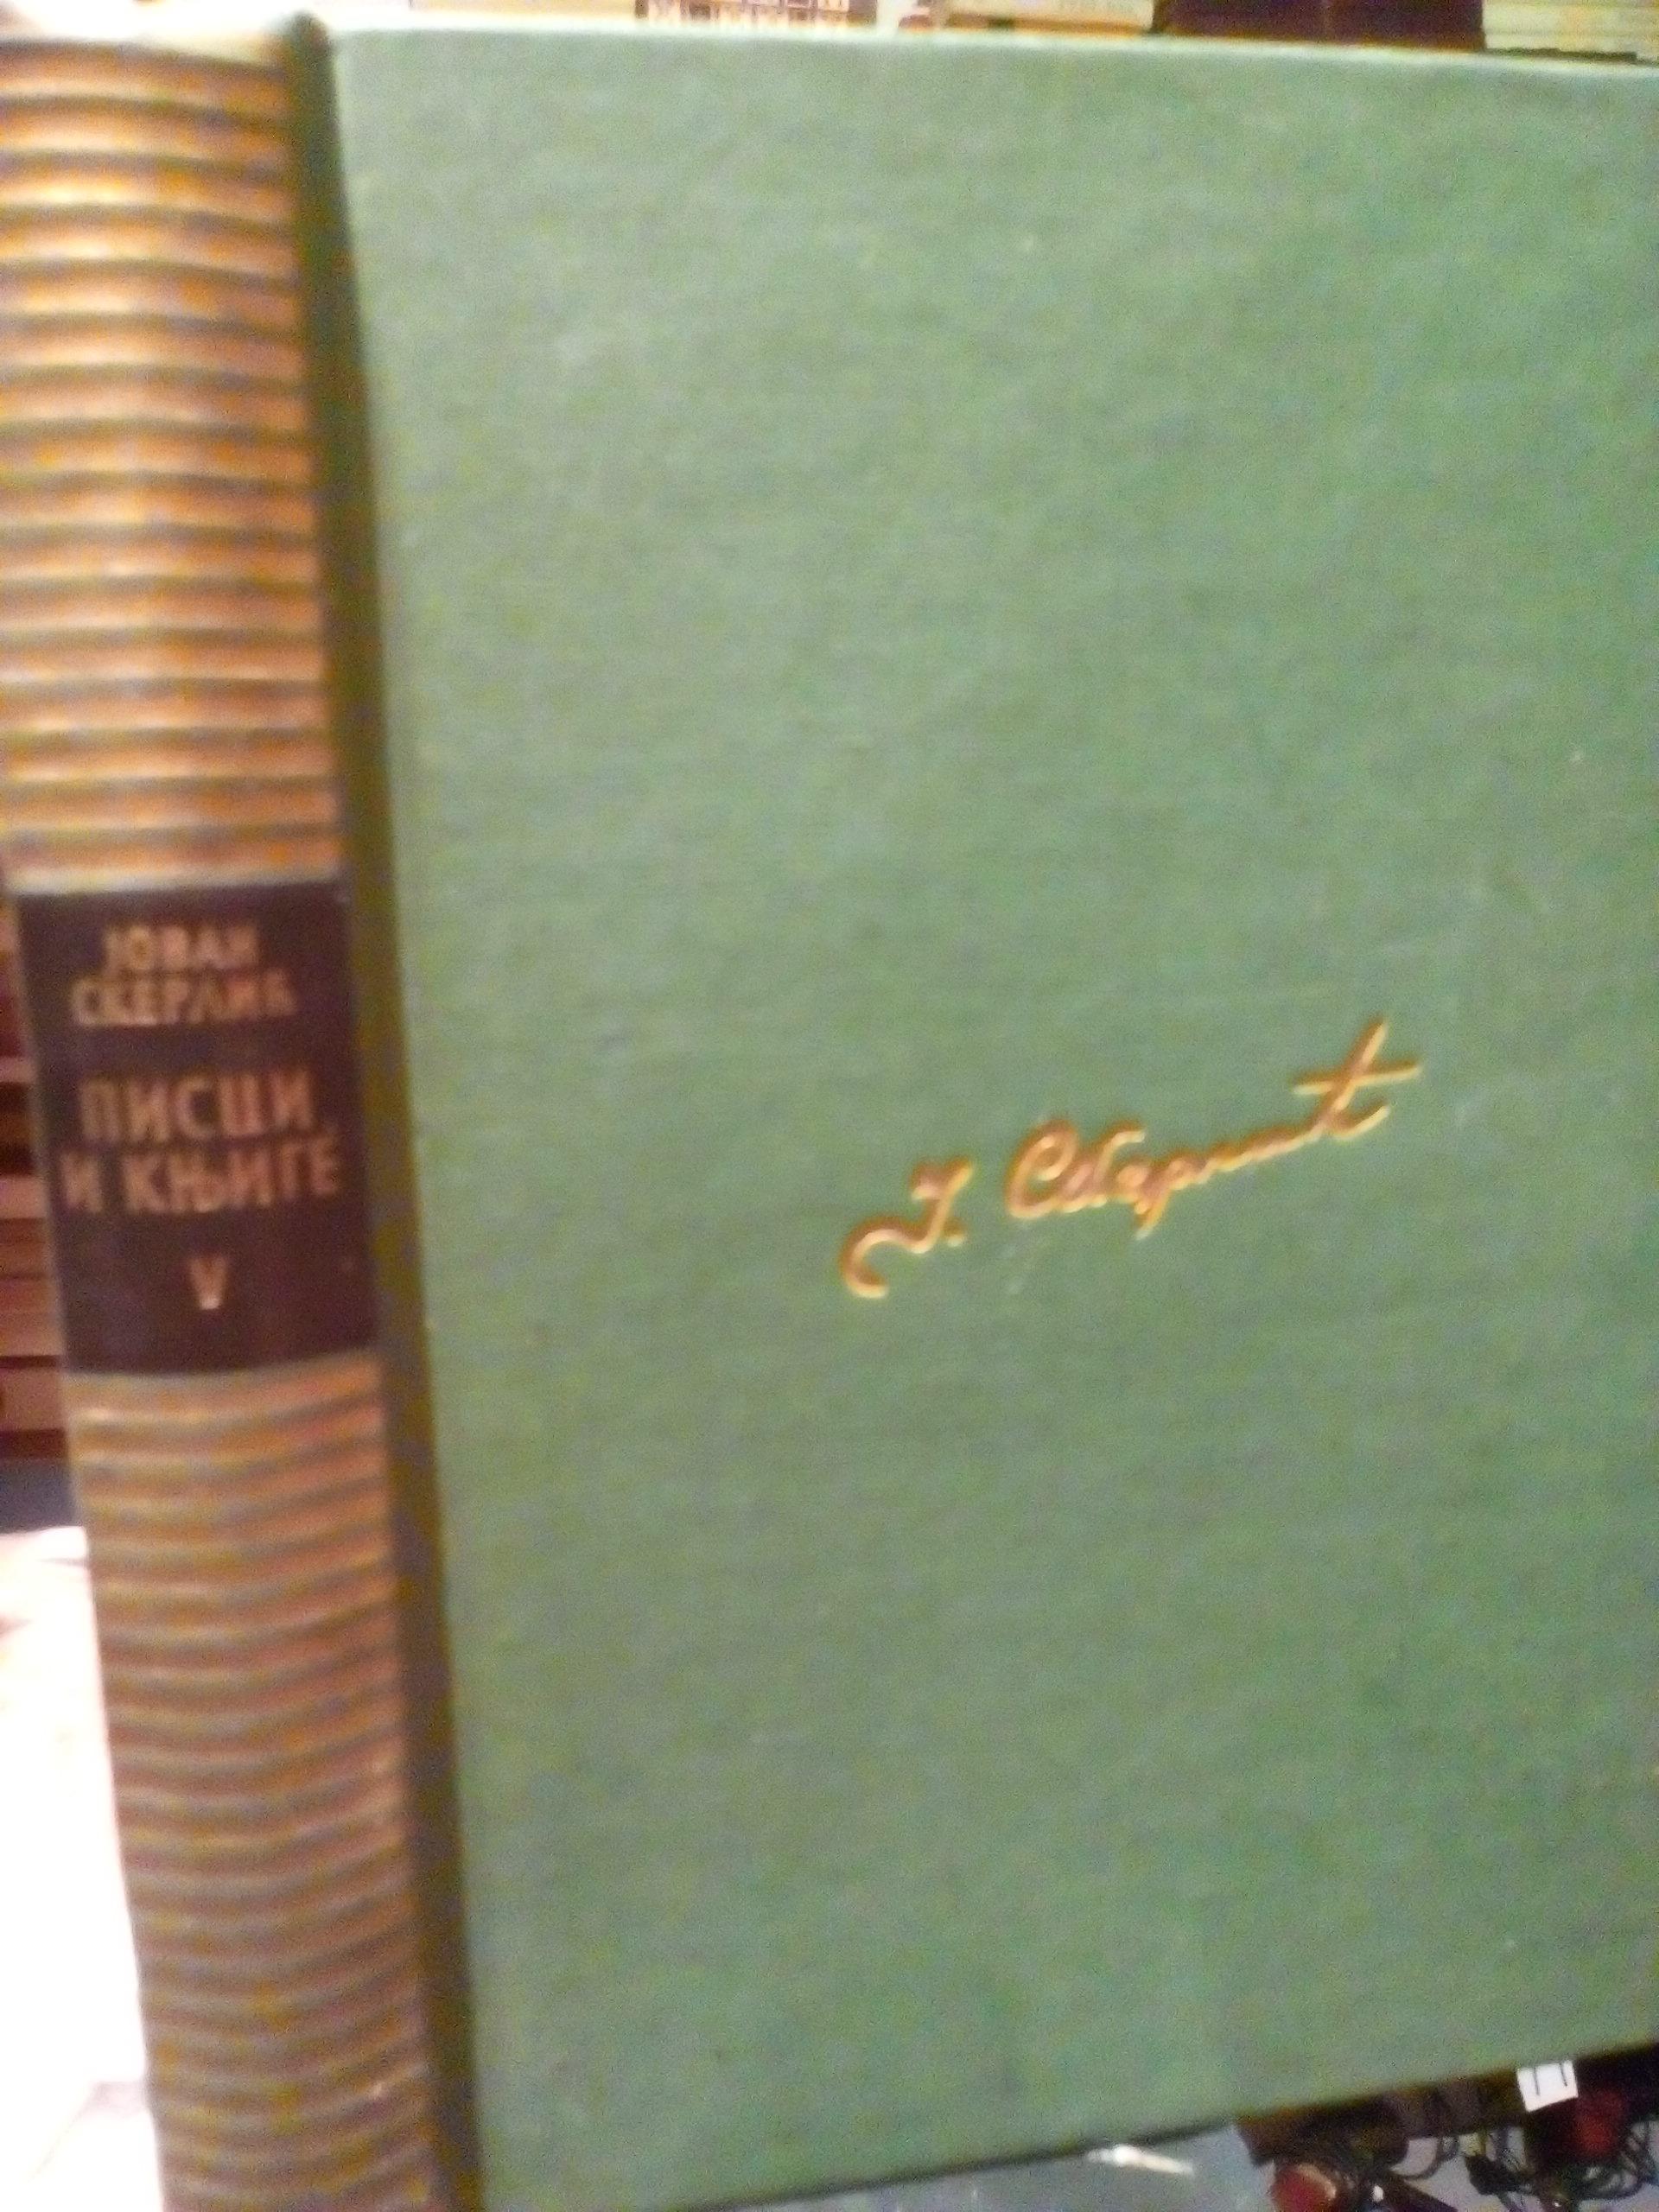 ЈОВАН
СКЕРЛИЋ
ПИСЦИ
И КЊИГЕ
V
Ј. Скерлић